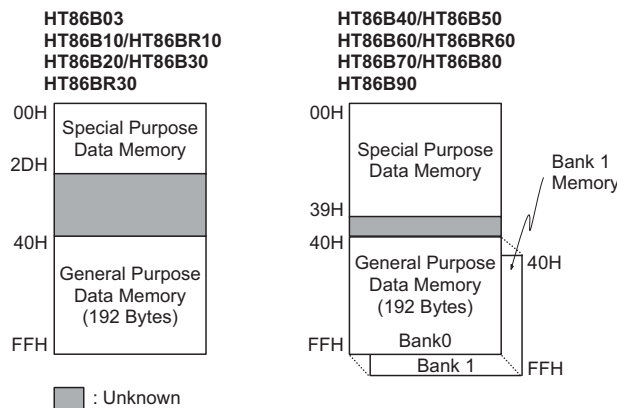 HT86B03
HT86B10/HT86BR10
HT86B20/HT86B30
HT86BR30
00H
Special Purpose
Data Memory
2DH
40H
General Purpose
Data Memory
(192 Bytes)
FFH
: Unknown
HT86B40/HT86B50
HT86B60/HT86BR60
HT86B70/HT86B80
HT86B90
00H
Special Purpose
Data Memory
Bank 1
Memory
39H
40H
General Purpose
Data Memory
(192 Bytes)
40H
FFH
Bank0
Bank 1
FFH